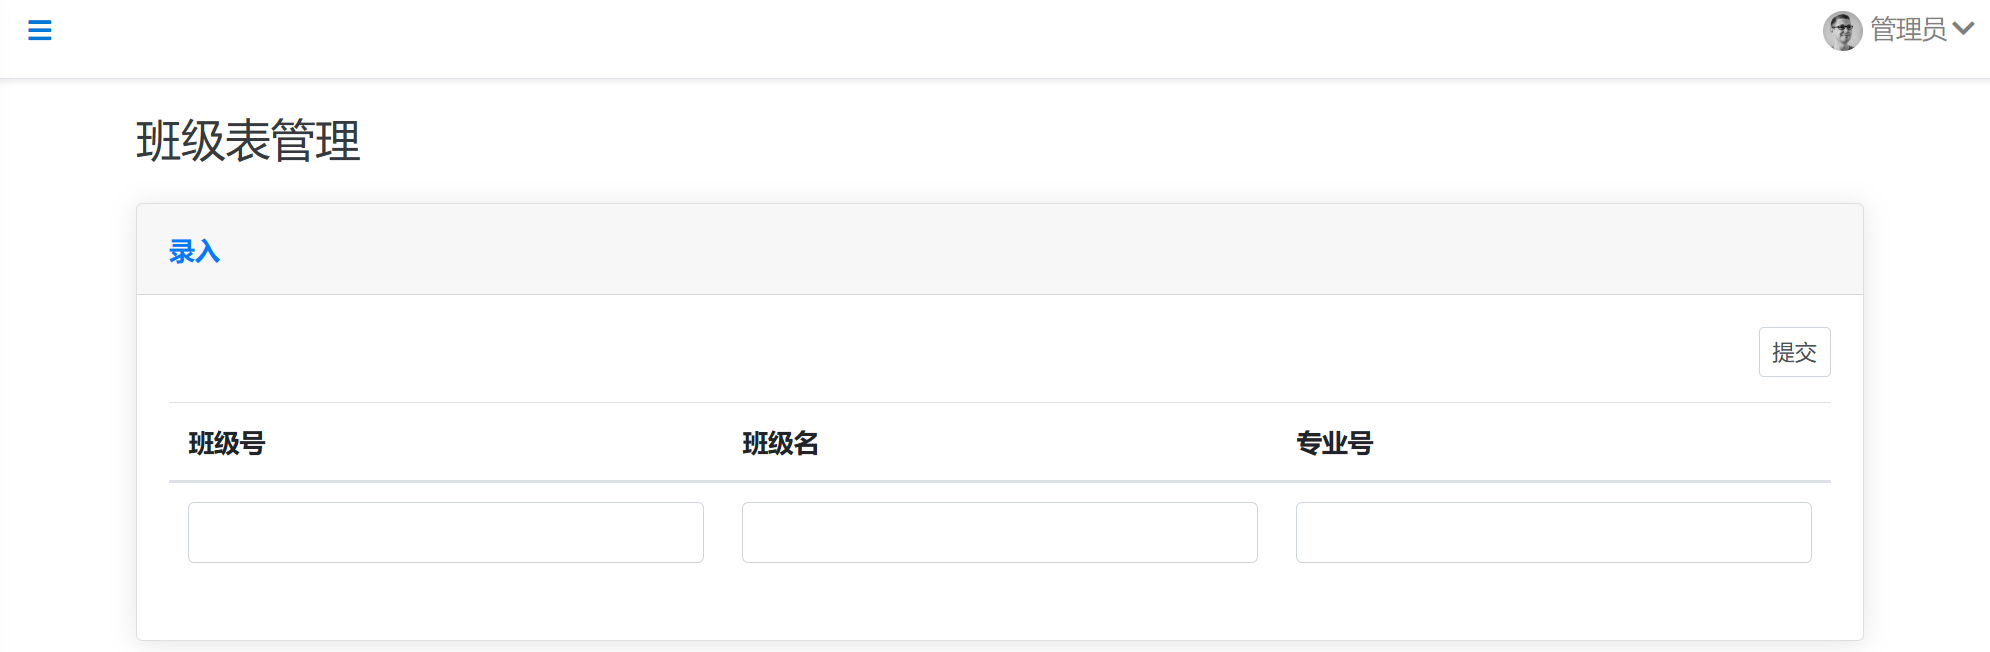 管理员
班级表管理
录入
提交
班级号 班级名 专业号